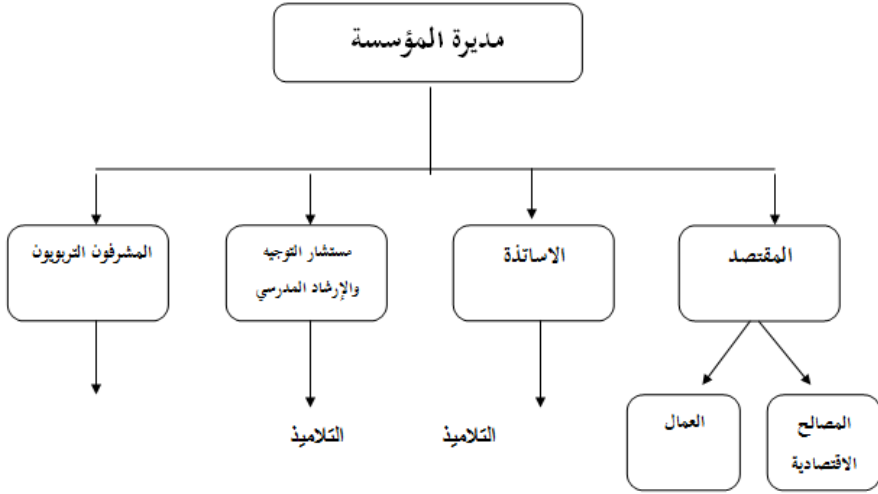 مديرة المؤسسة
المقتصد
الاساتذة
مستشار التوجيه
والإرشاد المدرسي
المشرفون التربويون
المصالح
الاقتصادية
العمال
التلاميذ
التلاميذ